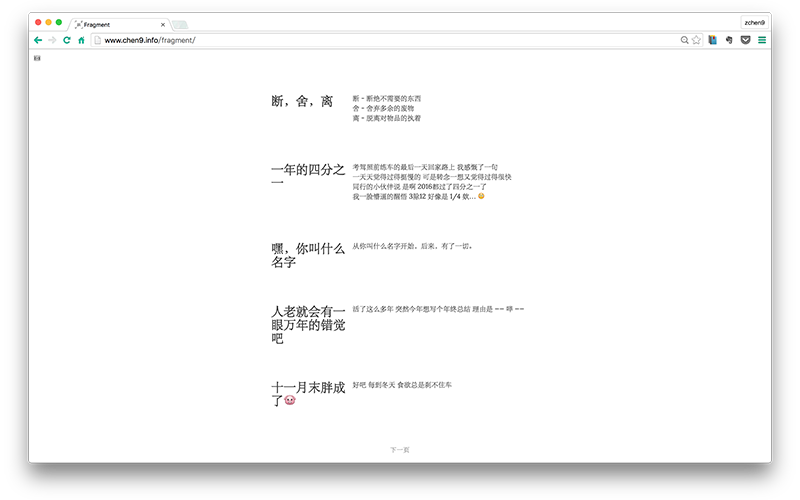 Fragment
zchen9
www.chen9.info/fragment/
断，舍，离
断 - 断绝不需要的东西
舍 - 舍弃多余的废物
离 - 脱离对物品的执着
一年的四分之
一
考驾照前练车的最后一天回家路上 我感慨了一句
一天天觉得过得挺慢的 可是转念一想又觉得过得很快
同行的小伙伴说 是啊 2016都过了四分之一了
我一脸懵逼的醒悟 3除12 好像是 1/4 欸... 😳
嘿，你叫什么
名字
从你叫什么名字开始，后来，有了一切。
人老就会有一
眼万年的错觉
吧
活了这么多年 突然今年想写个年终总结 理由是 -- 哔 --
十一月末胖成
了🐷
好吧 每到冬天 食欲总是刹不住车
下一页